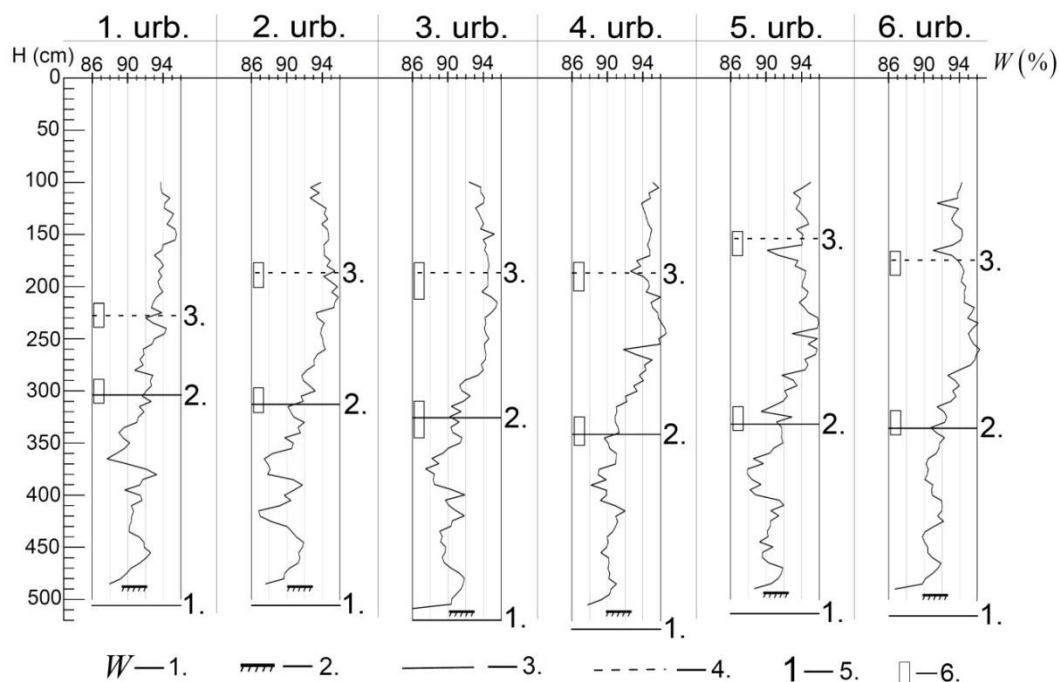 1. urb. 2. urb. 3. urb. 4. urb. 5. urb. 6. urb.
H (cm) 86 90 94 86 90 94 86 90 94 86 90 94 86 90 94 86 90 94 W (%)
0
50
100
150
3.
3. 3. 3. 3.
200
3.
250
300
2. 2. 2. 2. 2. 2.
350
400
450
500
1. 1. 1. 1. 1. 1.
W — 1. — 2. — 3. — 4. 1 — 5. — 6.